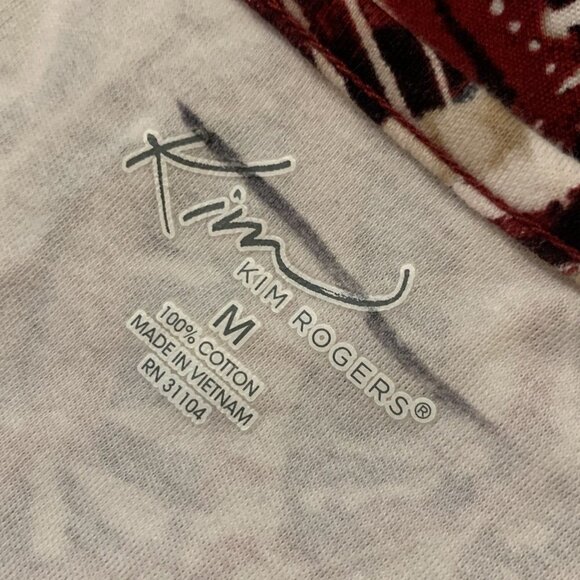 Kim
KIM ROGERS®
M
100% COTTON
MADE IN VIETNAM
RN 31104